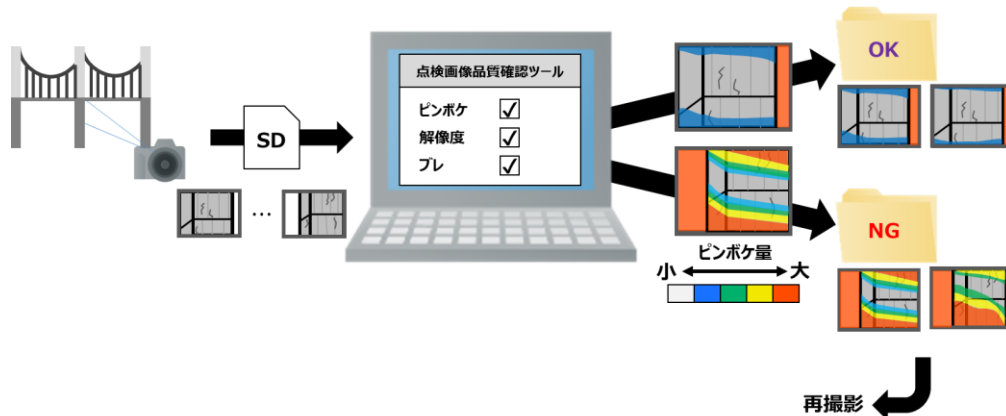 SD
…
点検画像品質確認ツール
ピンボケ ✓
解像度 ✓
ブレ ✓
OK
NG
ピンボケ量
小 大
再撮影